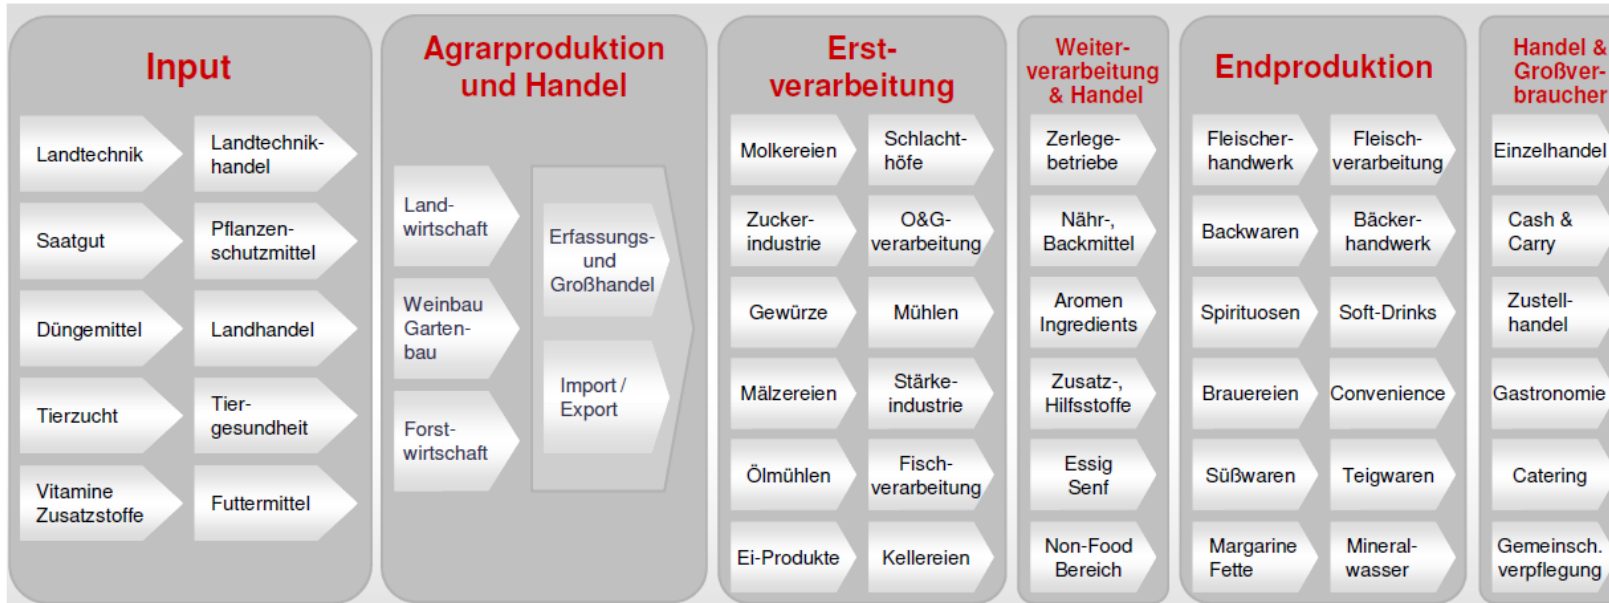 Input
Landtechnik
Landtechnik-
handel
Saatgut
Pflanzen-
schutzmittel
Düngemittel
Landhandel
Tierzucht
Tier-
gesundheit
Vitamine
Zusatzstoffe
Futtermittel
Agrarproduktion
und Handel
Land-
wirtschaft
Weinbau
Garten-
bau
Forst-
wirtschaft
Erfassungs-
und
Großhandel
Import /
Export
Erst-
verarbeitung
Molkereien
Schlacht-
höfe
Zucker-
industrie
O&G-
verarbeitung
Gewürze
Mühlen
Mälzereien
Stärke-
industrie
Ölmühlen
Fisch-
verarbeitung
Ei-Produkte
Kellereien
Weiter-
verarbeitung
& Handel
Zerlege-
betriebe
Nähr-,
Backmittel
Aromen
Ingredients
Zusatz-,
Hilfsstoffe
Essig
Senf
Non-Food
Bereich
Endproduktion
Fleischer-
handwerk
Fleisch-
verarbeitung
Backwaren
Bäcker-
handwerk
Spirituosen
Soft-Drinks
Brauereien
Convenience
Süßwaren
Teigwaren
Margarine
Fette
Mineral-
wasser
Handel &
Großver-
braucher
Einzelhandel
Cash &
Carry
Zustell-
handel
Gastronomie
Catering
Gemeinsch.
verpflegung